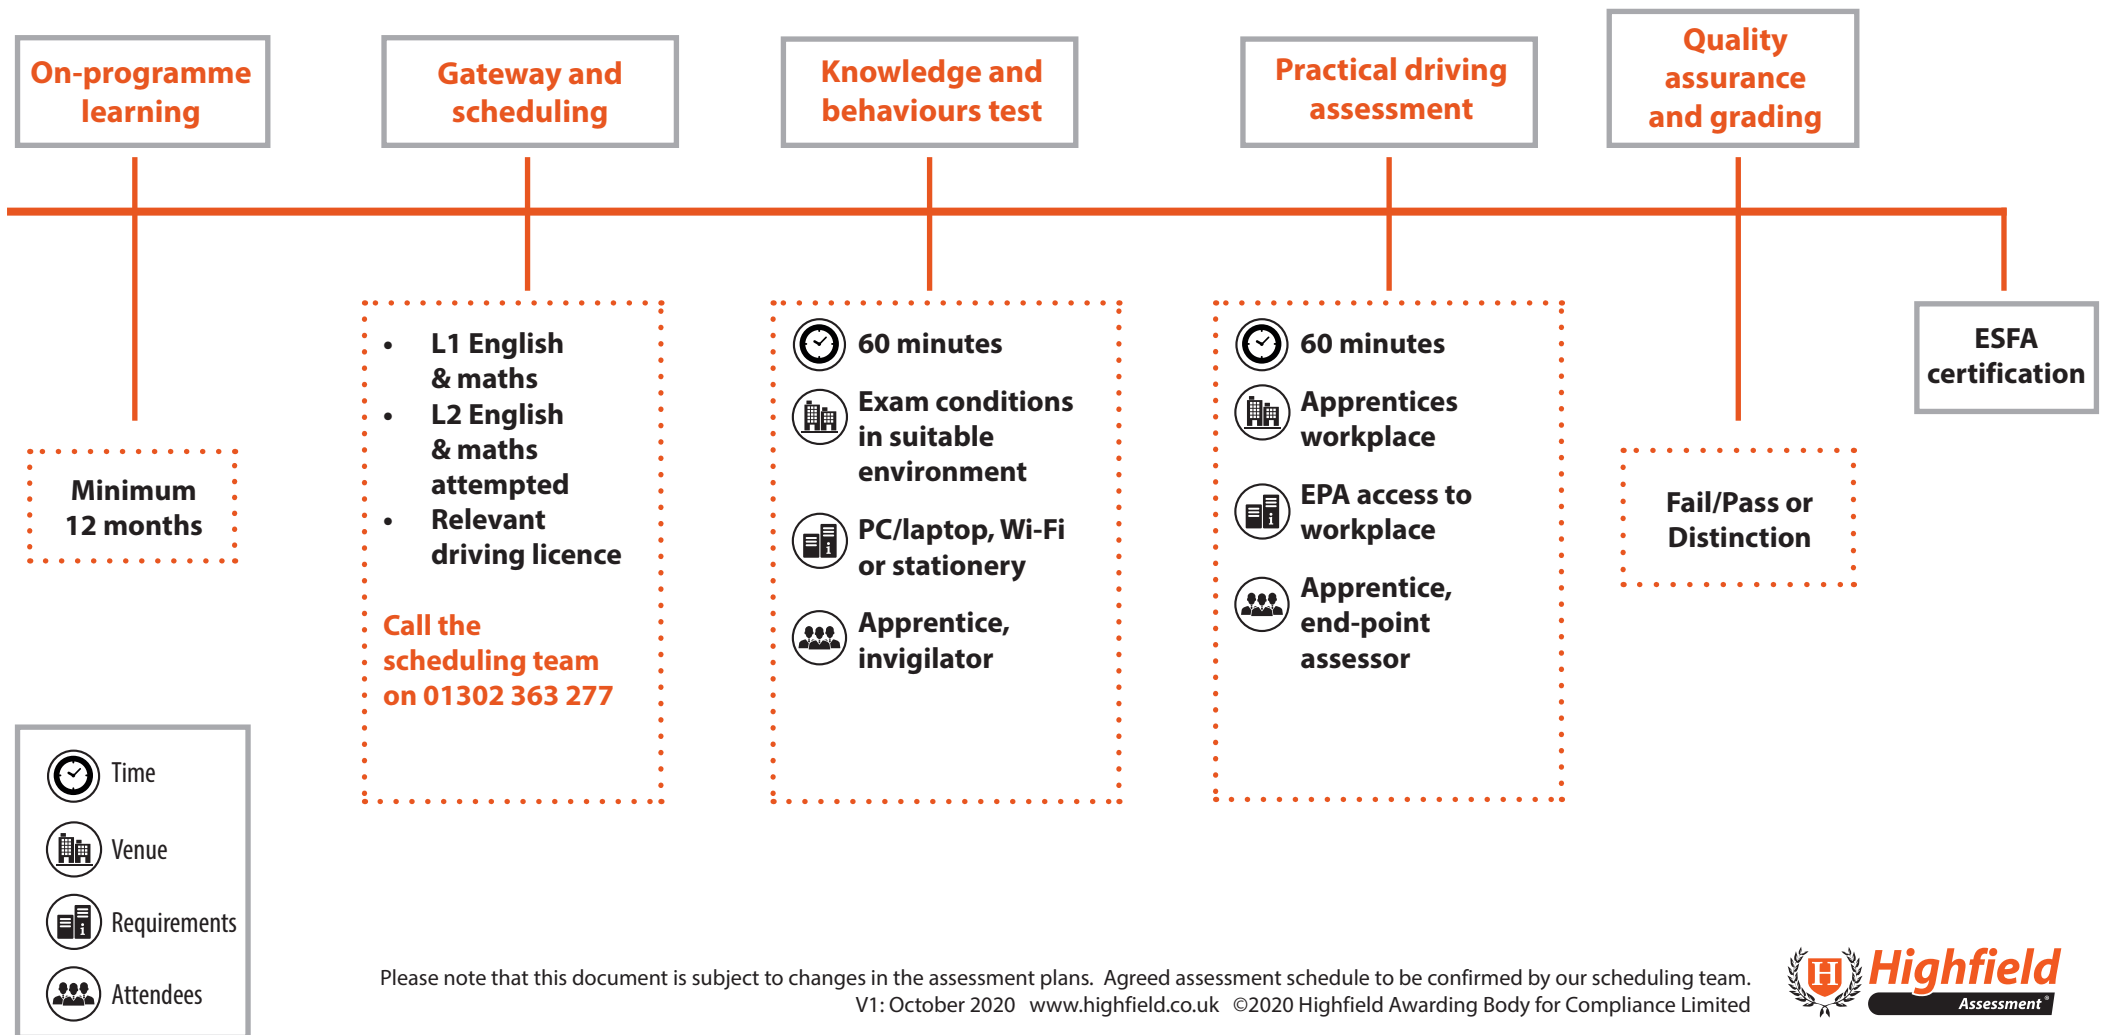 On-programme
learning
Gateway and
scheduling
Knowledge and
behaviours test
Practical driving
assessment
Quality
assurance
and grading
Minimum
12 months
• L1 English
& maths
• L2 English
& maths
attempted
• Relevant
driving licence
Call the
scheduling team
on 01302 363 277
60 minutes
Exam conditions
in suitable
environment
PC/laptop, Wi-Fi
or stationery
Apprentice,
invigilator
60 minutes
Apprentices
workplace
EPA access to
workplace
Apprentice,
end-point
assessor
Fail/Pass or
Distinction
ESFA
certification
Time
Venue
Requirements
Attendees
Please note that this document is subject to changes in the assessment plans. Agreed assessment schedule to be confirmed by our scheduling team.
V1: October 2020 www.highfield.co.uk ©2020 Highfield Awarding Body for Compliance Limited
H
Highfield
Assessment®